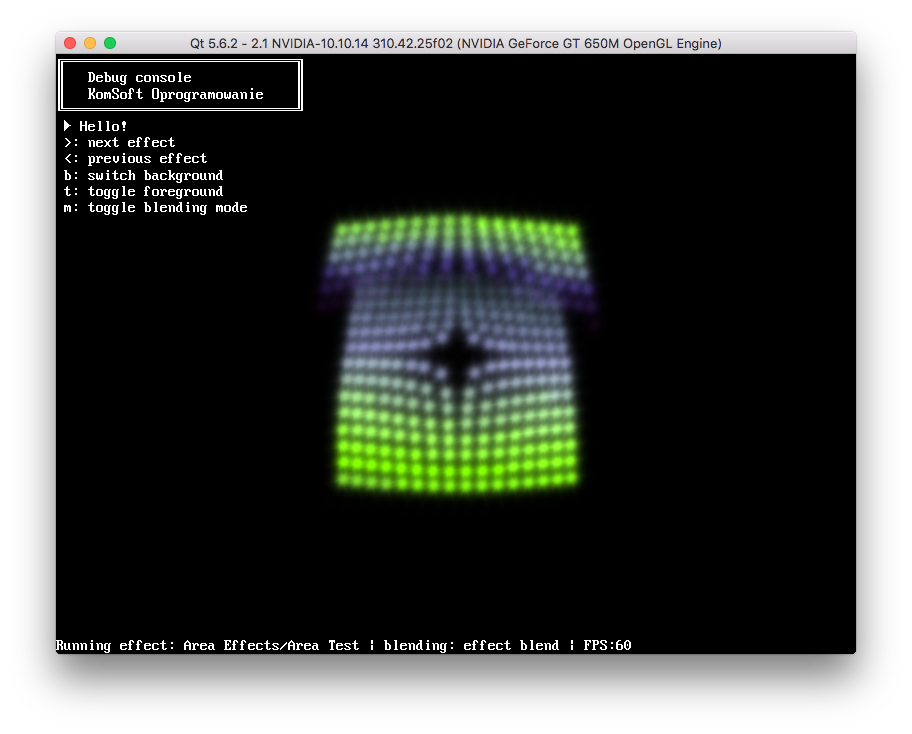 Qt 5.6.2 - 2.1 NVIDIA-10.10.14 310.42.25f02 (NVIDIA GeForce GT 650M OpenGL Engine)
Debug console
KomSoft Oprogramowanie
Hello!
>: next effect
<: previous effect
b: switch background
t: toggle foreground
m: toggle blending mode
Running effect: Area Effects/Area Test ¦ blending: effect blend ¦ FPS:60